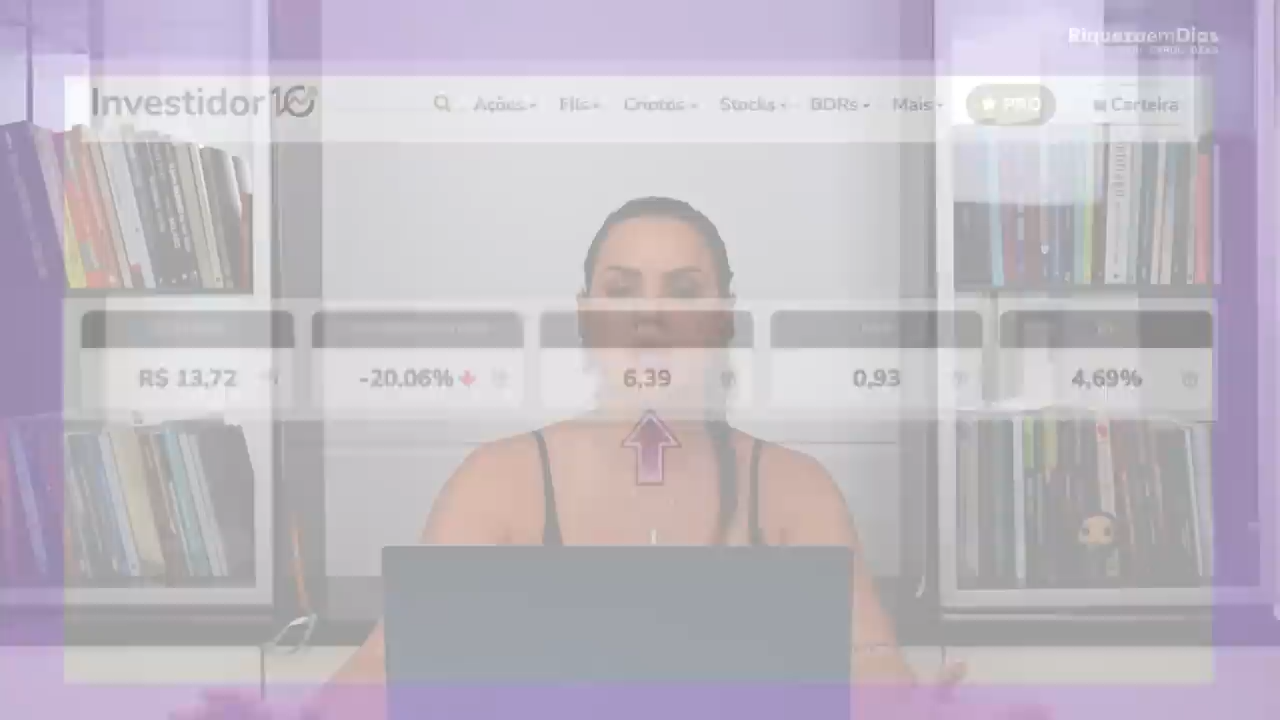 RiquezaemDias
Investidor10
Ações
FIIs
Criptos
Stocks
BDRs
Mais
PRO
Carteira
R$ 13,72
-20.06%
6,39
0,93
4,69%